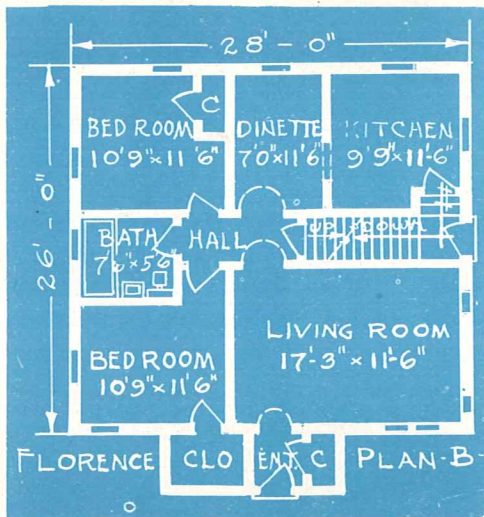 28'-0"
26'-0"
C
BED ROOM
10'9"x11'6"
DINETTE
7'0"x11'6"
KITCHEN
9'9"x11'-6"
BATH
HALL
UP
DOWN
BED ROOM
10'9"x11'6"
LIVING ROOM
17'-3" x 11'-6"
FLORENCE
CLO
ENT.
C
PLAN-B-